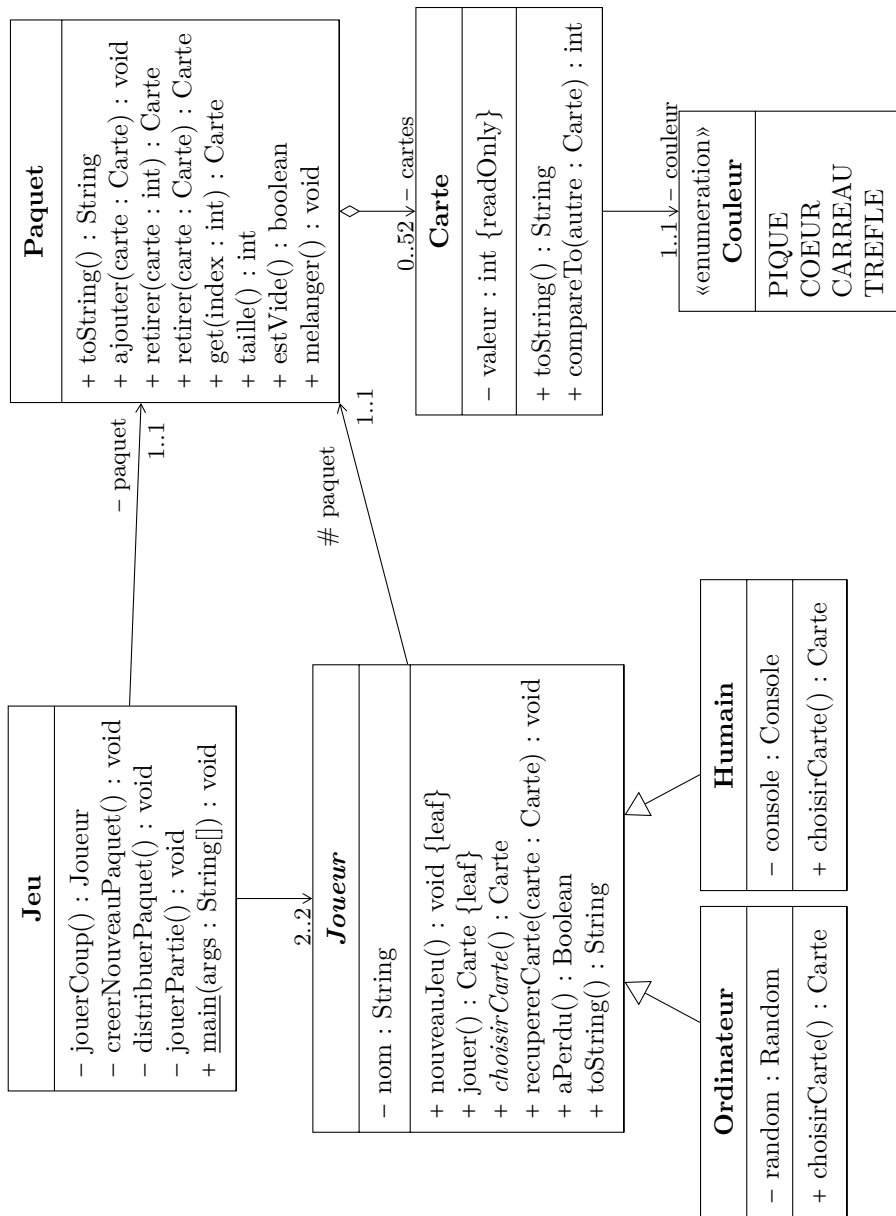 Jeu
– jouerCoup() : Joueur
– creerNouveauPaquet() : void
– distribuerPaquet() : void
– jouerPartie() : void
+ main(args : String[]) : void
– paquet
1..1
Paquet
+ toString() : String
+ ajouter(carte : Carte) : void
+ retirer(carte : int) : Carte
+ retirer(carte : Carte) : Carte
+ get(index : int) : Carte
+ taille() : int
+ estVide() : boolean
+ melanger() : void
2..2
Joueur
– nom : String
+ nouveauJeu() : void {leaf}
+ jouer() : Carte {leaf}
+ choisirCarte() : Carte
+ recupererCarte(carte : Carte) : void
+ aPerdu() : Boolean
+ toString() : String
# paquet
1..1
0..52
– cartes
Carte
– valeur : int {readOnly}
+ toString() : String
+ compareTo(autre : Carte) : int
1..1
– couleur
«enumeration»
Couleur
PIQUE
COEUR
CARREAU
TREFLE
Ordinateur
– random : Random
+ choisirCarte() : Carte
Humain
– console : Console
+ choisirCarte() : Carte